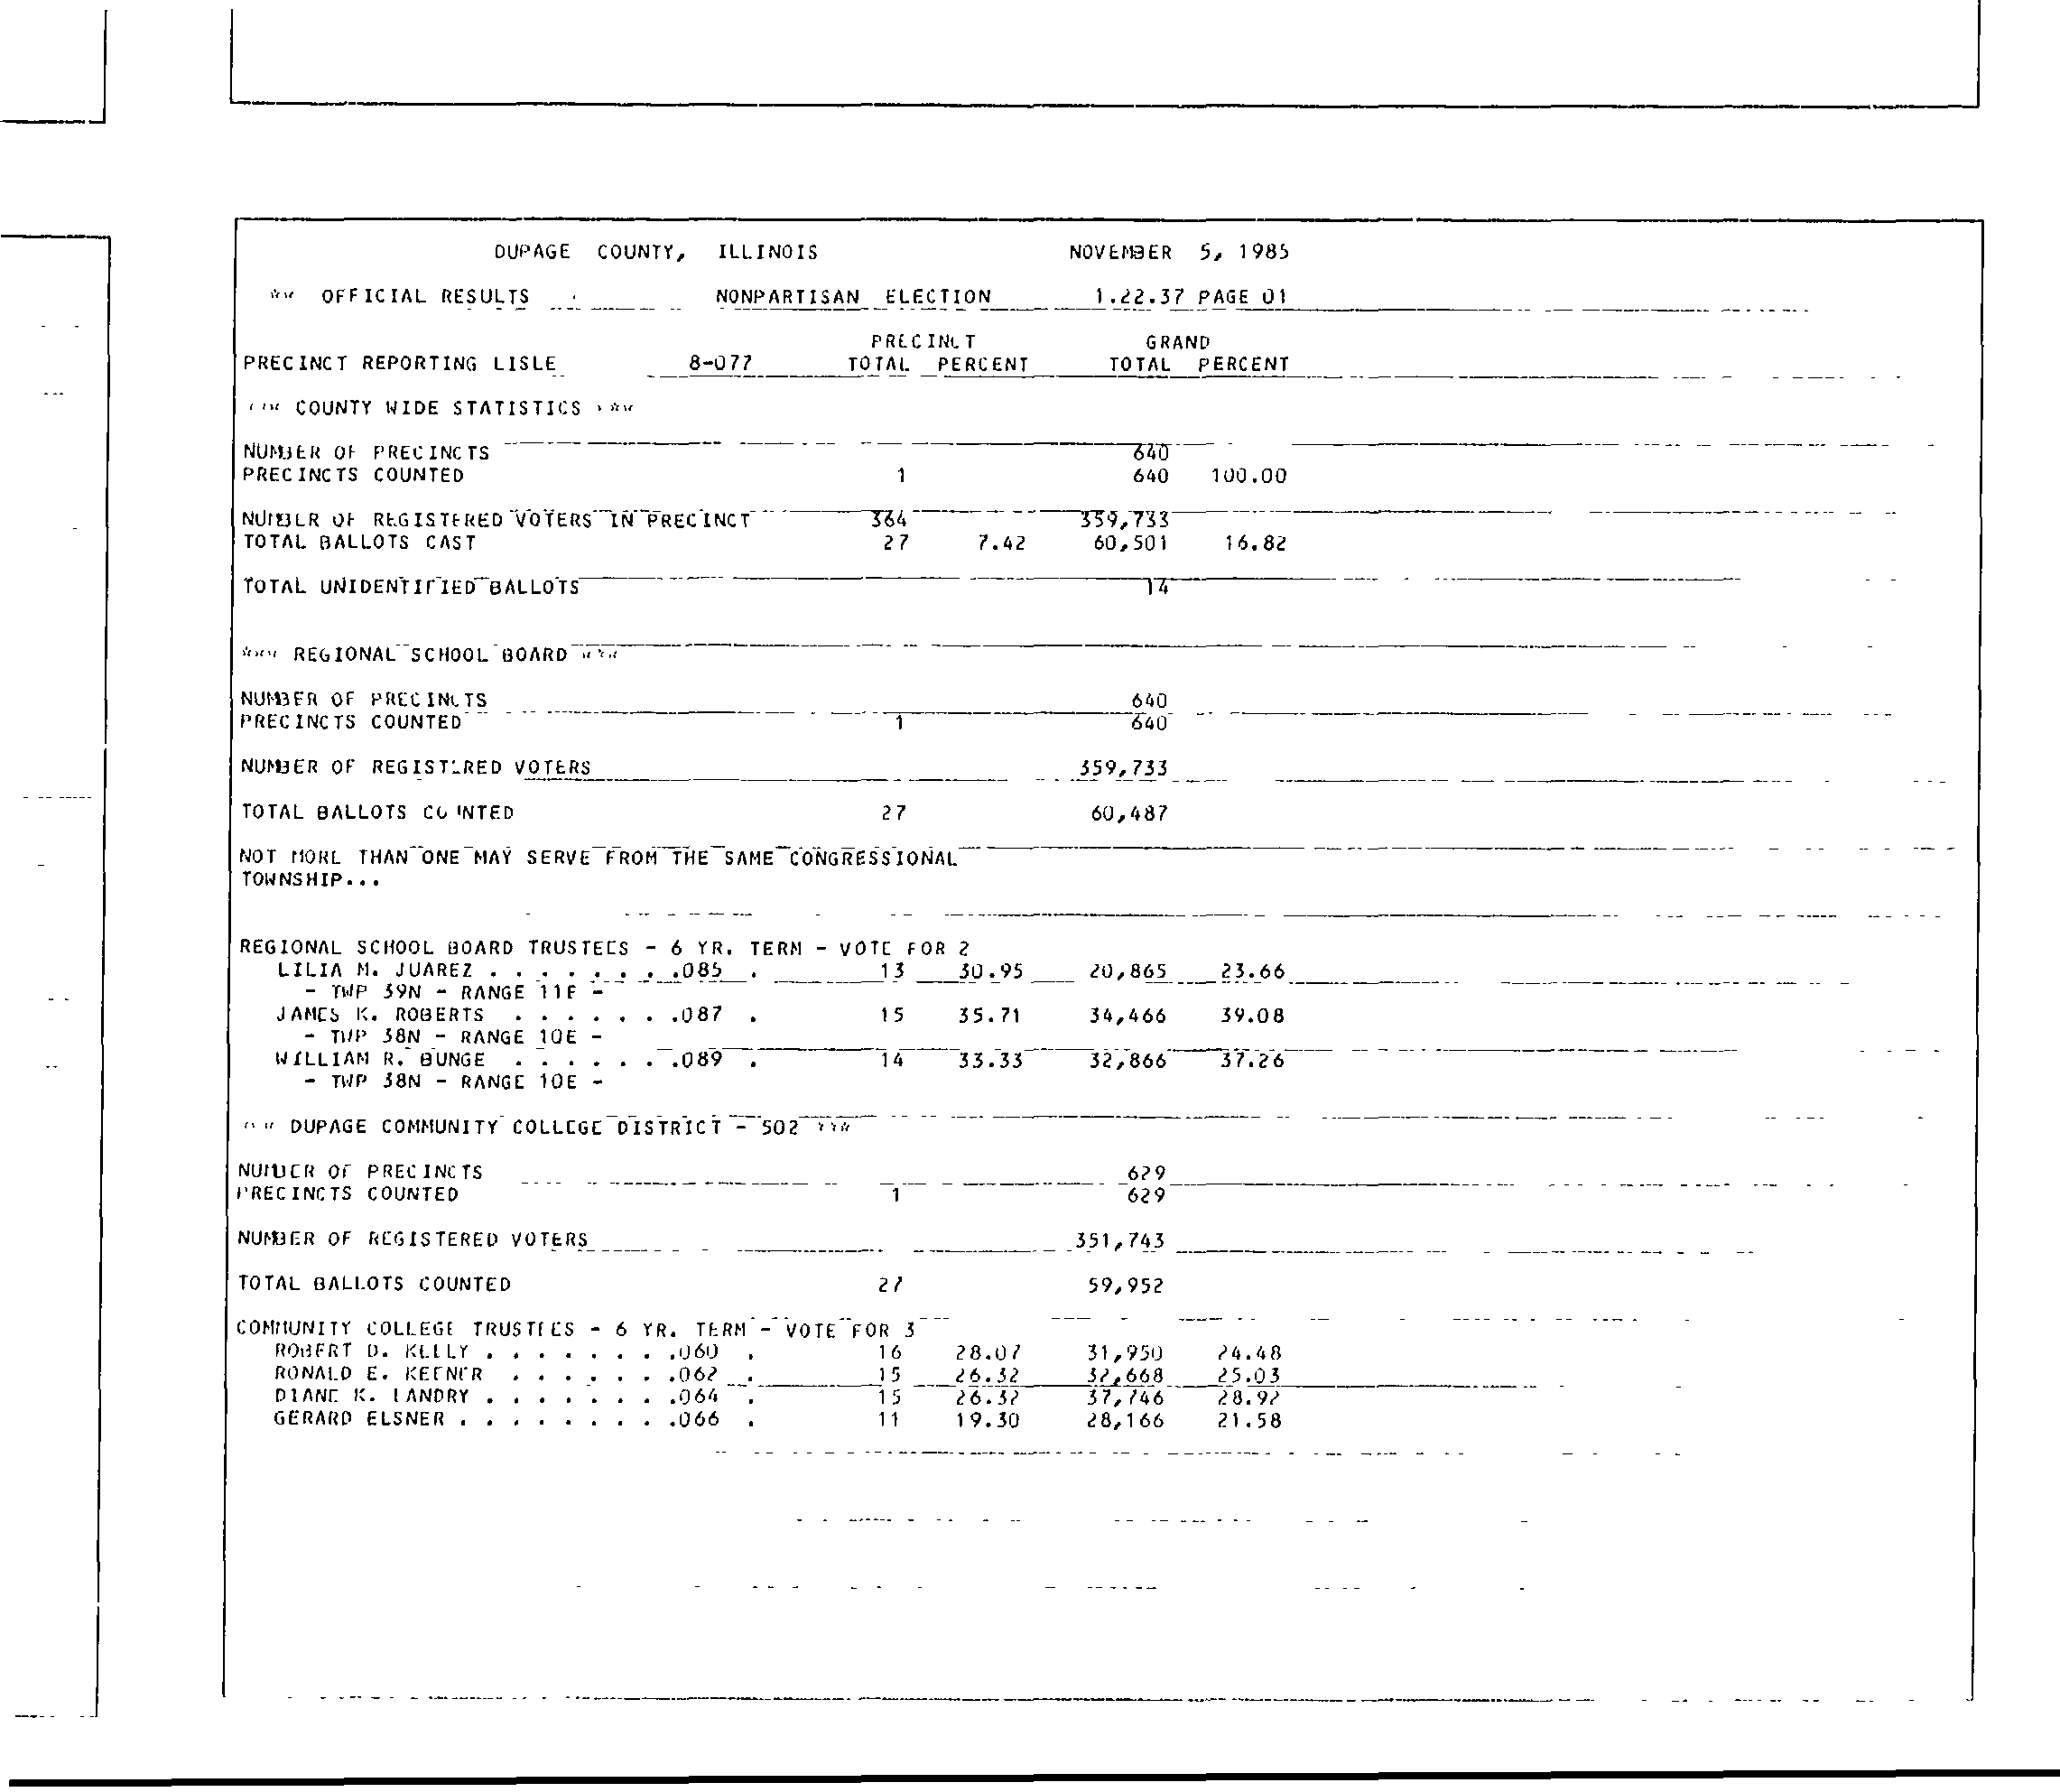 DUPAGE COUNTY, ILLINOIS NOVEMBER 5, 1985
** OFFICIAL RESULTS NONPARTISAN ELECTION 1.22.37 PAGE 01
PRECINCT GRAND
PRECINCT REPORTING LISLE 8-077 TOTAL PERCENT TOTAL PERCENT
*** COUNTY WIDE STATISTICS ***
NUMBER OF PRECINCTS 640
PRECINCTS COUNTED 1 640 100.00
NUMBER OF REGISTERED VOTERS IN PRECINCT 364 359,733
TOTAL BALLOTS CAST 27 7.42 60,501 16.82
TOTAL UNIDENTIFIED BALLOTS 14
*** REGIONAL SCHOOL BOARD ***
NUMBER OF PRECINCTS 640
PRECINCTS COUNTED 1 640
NUMBER OF REGISTERED VOTERS 359,733
TOTAL BALLOTS COUNTED 27 60,487
NOT MORE THAN ONE MAY SERVE FROM THE SAME CONGRESSIONAL
TOWNSHIP...
REGIONAL SCHOOL BOARD TRUSTEES - 6 YR. TERM - VOTE FOR 2
LILIA M. JUAREZ . . . . . . . .085 . 13 30.95 20,865 23.66
- TWP 39N - RANGE 11E -
JAMES K. ROBERTS . . . . . . .087 . 15 35.71 34,466 39.08
- TWP 38N - RANGE 10E -
WILLIAM R. BUNGE . . . . . . .089 . 14 33.33 32,866 37.26
- TWP 38N - RANGE 10E -
*** DUPAGE COMMUNITY COLLEGE DISTRICT - 502 ***
NUMBER OF PRECINCTS 629
PRECINCTS COUNTED 1 629
NUMBER OF REGISTERED VOTERS 351,743
TOTAL BALLOTS COUNTED 27 59,952
COMMUNITY COLLEGE TRUSTEES - 6 YR. TERM - VOTE FOR 3
ROBERT D. KELLY . . . . . . . .060 . 16 28.07 31,950 24.48
RONALD E. KEENER . . . . . . .062 . 15 26.32 32,668 25.03
DIANE K. LANDRY . . . . . . . .064 . 15 26.32 37,746 28.92
GERARD ELSNER . . . . . . . . .066 . 11 19.30 28,166 21.58